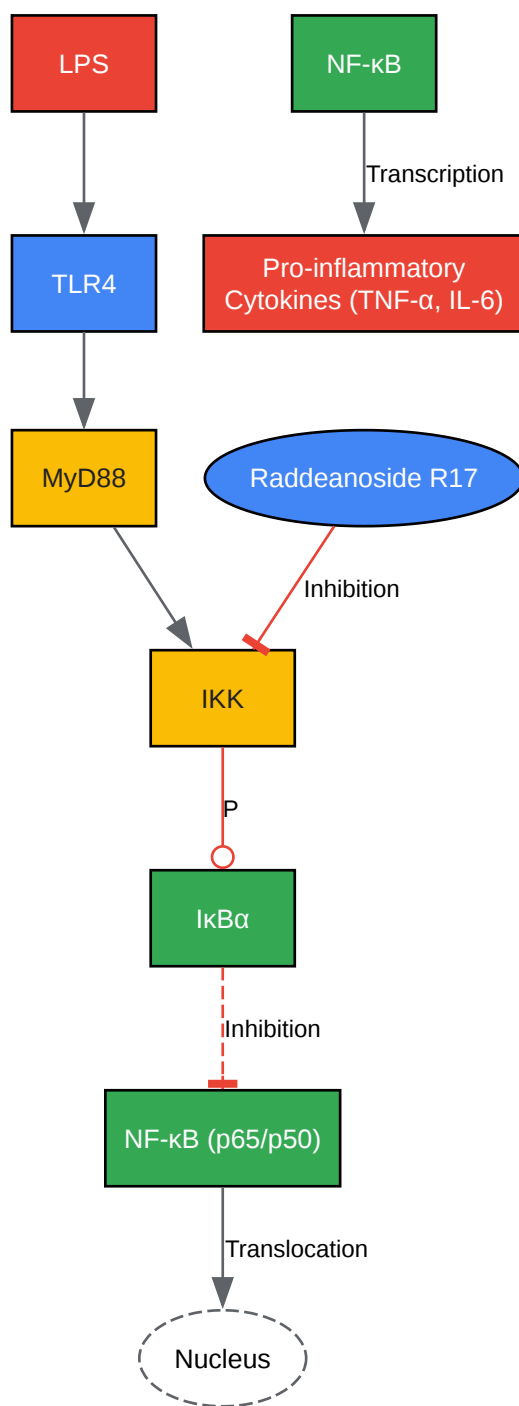 LPS
NF-κB
Transcription
TLR4
Pro-inflammatory
Cytokines (TNF-α, IL-6)
MyD88
Raddeanoside R17
Inhibition
IKK
P
IκBα
Inhibition
NF-κB (p65/p50)
Translocation
Nucleus